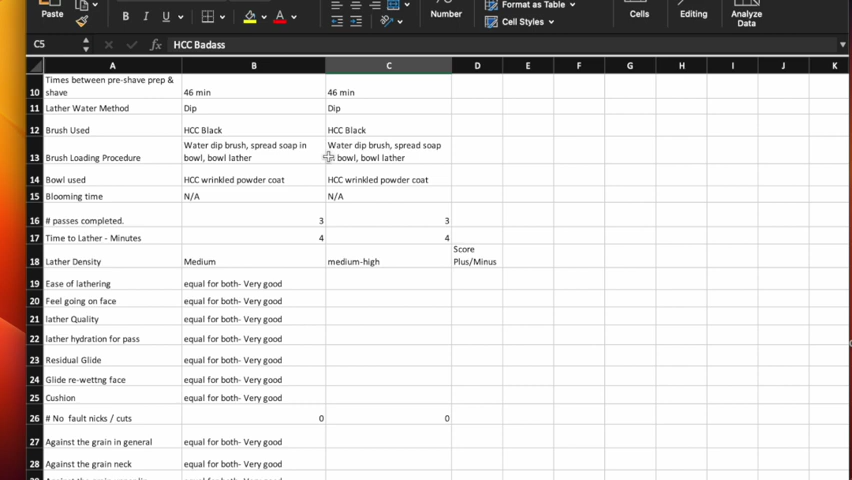 Paste
B I U
A
Number
Format as Table
Cell Styles
Cells
Editing
Analyze
Data
C5 fx HCC Badass
A B C D E F G H I J K
10 Times between pre-shave prep &
shave 46 min 46 min
11 Lather Water Method Dip Dip
12 Brush Used HCC Black HCC Black
13 Brush Loading Procedure Water dip brush, spread soap in
bowl, bowl lather Water dip brush, spread soap
bowl, bowl lather
14 Bowl used HCC wrinkled powder coat HCC wrinkled powder coat
15 Blooming time N/A N/A
16 # passes completed. 3 3
17 Time to Lather - Minutes 4 4
18 Lather Density Medium medium-high Score
Plus/Minus
19 Ease of lathering equal for both- Very good
20 Feel going on face equal for both- Very good
21 lather Quality equal for both- Very good
22 lather hydration for pass equal for both- Very good
23 Residual Glide equal for both- Very good
24 Glide re-wettng face equal for both- Very good
25 Cushion equal for both- Very good
26 # No fault nicks / cuts 0 0
27 Against the grain in general equal for both- Very good
28 Against the grain neck equal for both- Very good